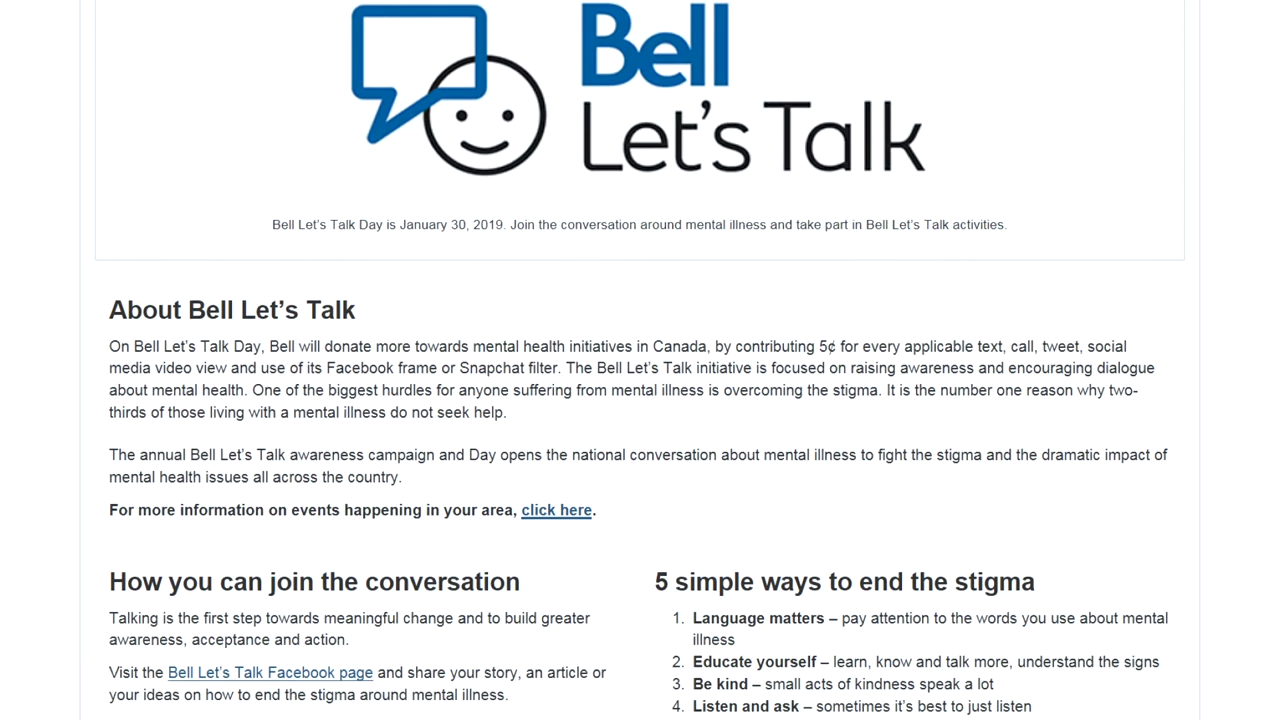 Bell
Let's Talk
Bell Let’s Talk Day is January 30, 2019. Join the conversation around mental illness and take part in Bell Let’s Talk activities.
About Bell Let’s Talk
On Bell Let’s Talk Day, Bell will donate more towards mental health initiatives in Canada, by contributing 5¢ for every applicable text, call, tweet, social
media video view and use of its Facebook frame or Snapchat filter. The Bell Let’s Talk initiative is focused on raising awareness and encouraging dialogue
about mental health. One of the biggest hurdles for anyone suffering from mental illness is overcoming the stigma. It is the number one reason why two-
thirds of those living with a mental illness do not seek help.
The annual Bell Let’s Talk awareness campaign and Day opens the national conversation about mental illness to fight the stigma and the dramatic impact of
mental health issues all across the country.
For more information on events happening in your area, click here.
How you can join the conversation
Talking is the first step towards meaningful change and to build greater
awareness, acceptance and action.
Visit the Bell Let’s Talk Facebook page and share your story, an article or
your ideas on how to end the stigma around mental illness.
5 simple ways to end the stigma
1. Language matters – pay attention to the words you use about mental
illness
2. Educate yourself – learn, know and talk more, understand the signs
3. Be kind – small acts of kindness speak a lot
4. Listen and ask – sometimes it’s best to just listen